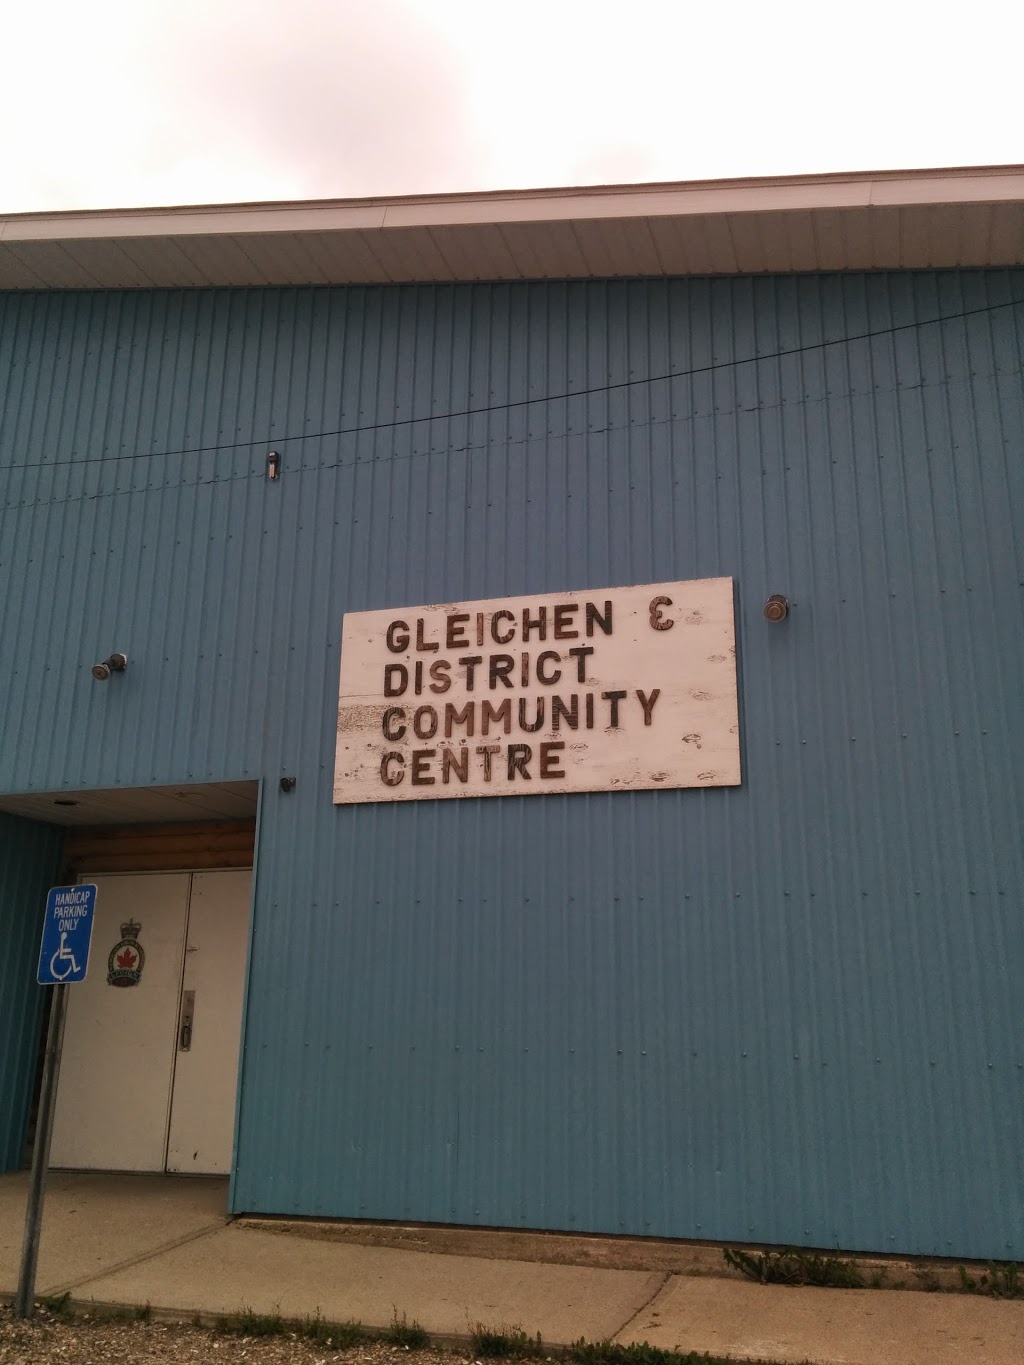 GLEICHEN &
DISTRICT
COMMUNITY
CENTRE
HANDICAP
PARKING
ONLY